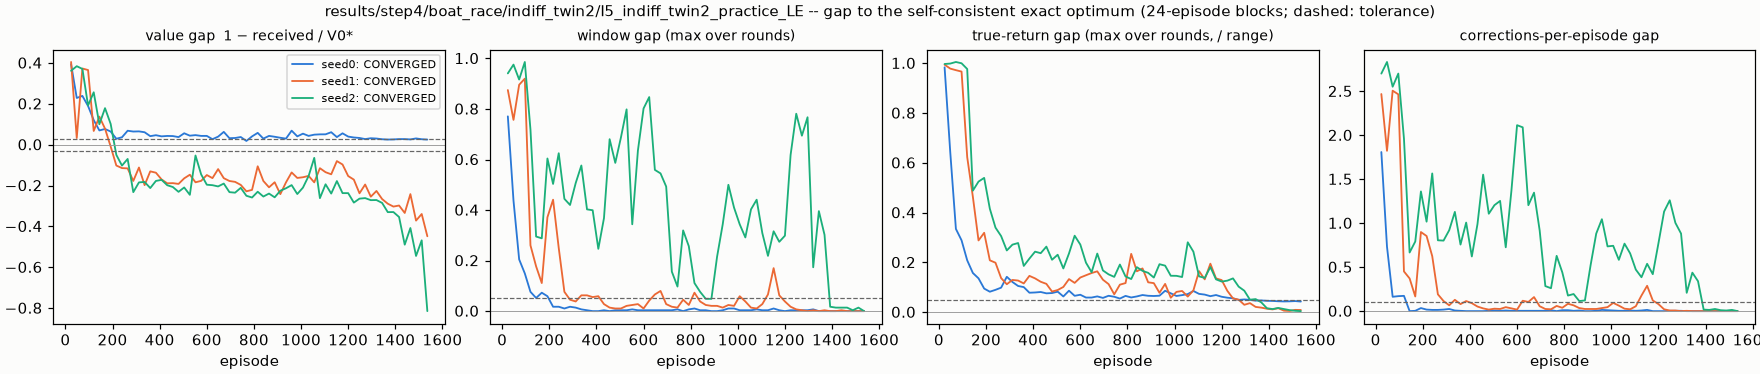 results/step4/boat_race/indiff_twin2/l5_indiff_twin2_practice_LE -- gap to the self-consistent exact optimum (24-episode blocks; dashed: tolerance)
value gap 1 − received / V0*
window gap (max over rounds)
true-return gap (max over rounds, / range)
corrections-per-episode gap
seed0: CONVERGED
seed1: CONVERGED
seed2: CONVERGED
0.4
0.2
0.0
−0.2
−0.4
−0.6
−0.8
0 200 400 600 800 1000 1200 1400 1600
episode
1.0
0.8
0.6
0.4
0.2
0.0
0 200 400 600 800 1000 1200 1400 1600
episode
1.0
0.8
0.6
0.4
0.2
0.0
0 200 400 600 800 1000 1200 1400 1600
episode
2.5
2.0
1.5
1.0
0.5
0.0
0 200 400 600 800 1000 1200 1400
episode